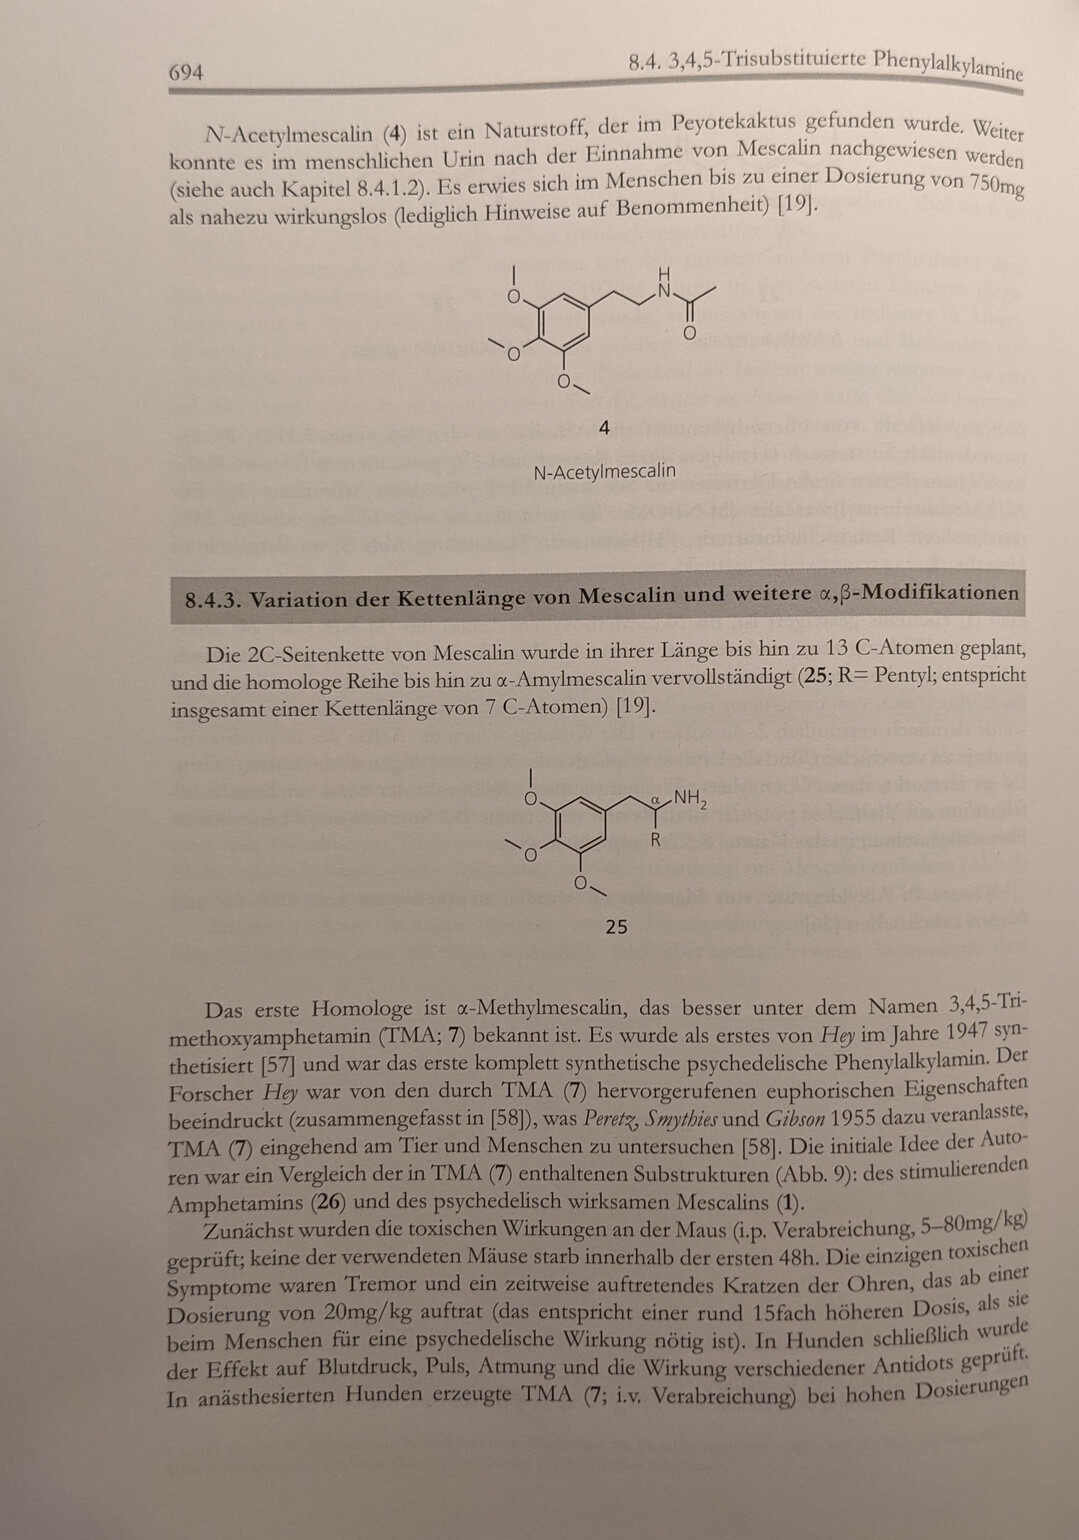 694
8.4. 3,4,5-Trisubstituierte Phenylalkylamine
N-Acetylmescalin (4) ist ein Naturstoff, der im Peyotekaktus gefunden wurde. Weiter
konnte es im menschlichen Urin nach der Einnahme von Mescalin nachgewiesen werden
(siehe auch Kapitel 8.4.1.2). Es erwies sich im Menschen bis zu einer Dosierung von 750mg
als nahezu wirkungslos (lediglich Hinweise auf Benommenheit) [19].
H
O N
O O
O
4
N-Acetylmescalin
8.4.3. Variation der Kettenlänge von Mescalin und weitere α,β-Modifikationen
Die 2C-Seitenkette von Mescalin wurde in ihrer Länge bis hin zu 13 C-Atomen geplant,
und die homologe Reihe bis hin zu α-Amylmescalin vervollständigt (25; R= Pentyl; entspricht
insgesamt einer Kettenlänge von 7 C-Atomen) [19].
O α NH₂
O R
O
25
Das erste Homologe ist α-Methylmescalin, das besser unter dem Namen 3,4,5-Tri-
methoxyamphetamin (TMA; 7) bekannt ist. Es wurde als erstes von Hey im Jahre 1947 syn-
thetisiert [57] und war das erste komplett synthetische psychedelische Phenylalkylamin. Der
Forscher Hey war von den durch TMA (7) hervorgerufenen euphorischen Eigenschaften
beeindruckt (zusammengefasst in [58]), was Peretz, Smythies und Gibson 1955 dazu veranlasste,
TMA (7) eingehend am Tier und Menschen zu untersuchen [58]. Die initiale Idee der Auto-
ren war ein Vergleich der in TMA (7) enthaltenen Substrukturen (Abb. 9): des stimulierenden
Amphetamins (26) und des psychedelisch wirksamen Mescalins (1).
Zunächst wurden die toxischen Wirkungen an der Maus (i.p. Verabreichung, 5–80mg/kg)
geprüft; keine der verwendeten Mäuse starb innerhalb der ersten 48h. Die einzigen toxischen
Symptome waren Tremor und ein zeitweise auftretendes Kratzen der Ohren, das ab einer
Dosierung von 20mg/kg auftrat (das entspricht einer rund 15fach höheren Dosis, als sie
beim Menschen für eine psychedelische Wirkung nötig ist). In Hunden schließlich wurde
der Effekt auf Blutdruck, Puls, Atmung und die Wirkung verschiedener Antidots geprüft.
In anästhesierten Hunden erzeugte TMA (7; i.v. Verabreichung) bei hohen Dosierungen